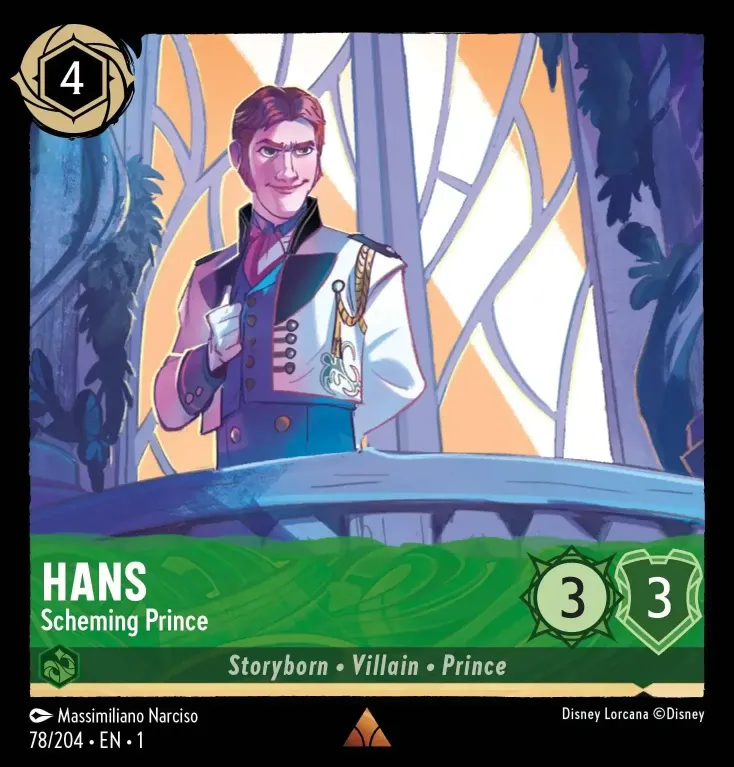 4
HANS
Scheming Prince
3
3
Storyborn • Villain • Prince
Massimiliano Narciso
Disney Lorcana ©Disney
78/204 • EN • 1